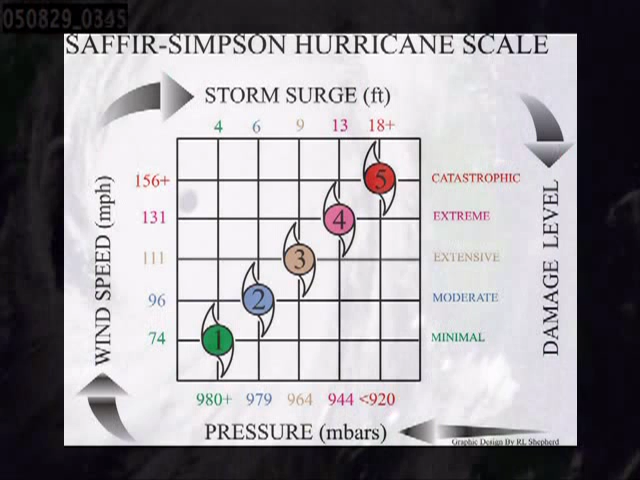 050829_0345
SAFFIR-SIMPSON HURRICANE SCALE
STORM SURGE (ft)
4 6 9 13 18+
WIND SPEED (mph)
156+ 5 CATASTROPHIC
131 4 EXTREME
111 3 EXTENSIVE
96 2 MODERATE
74 1 MINIMAL
DAMAGE LEVEL
980+ 979 964 944 <920
PRESSURE (mbars)
Graphic Design By RL Shepherd